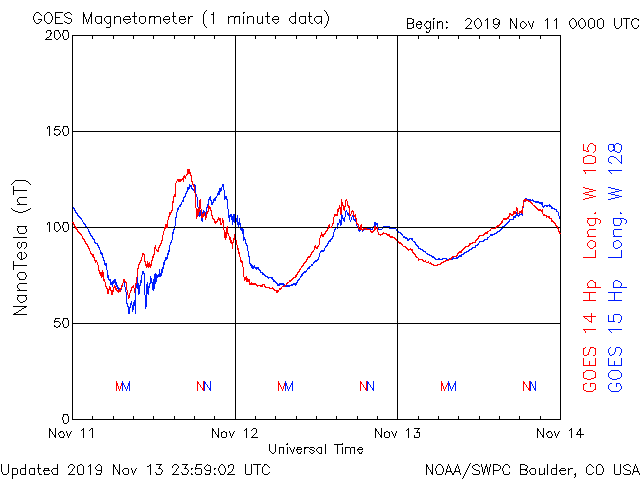 GOES Magnetometer (1 minute data)
Begin: 2019 Nov 11 0000 UTC
200
150
100
50
0
NanoTesla (nT)
M M N N M M N N M M N N
Nov 11 Nov 12 Nov 13 Nov 14
Universal Time
GOES 14 Hp Long. W 105
GOES 15 Hp Long. W 128
Updated 2019 Nov 13 23:59:02 UTC
NOAA/SWPC Boulder, CO USA